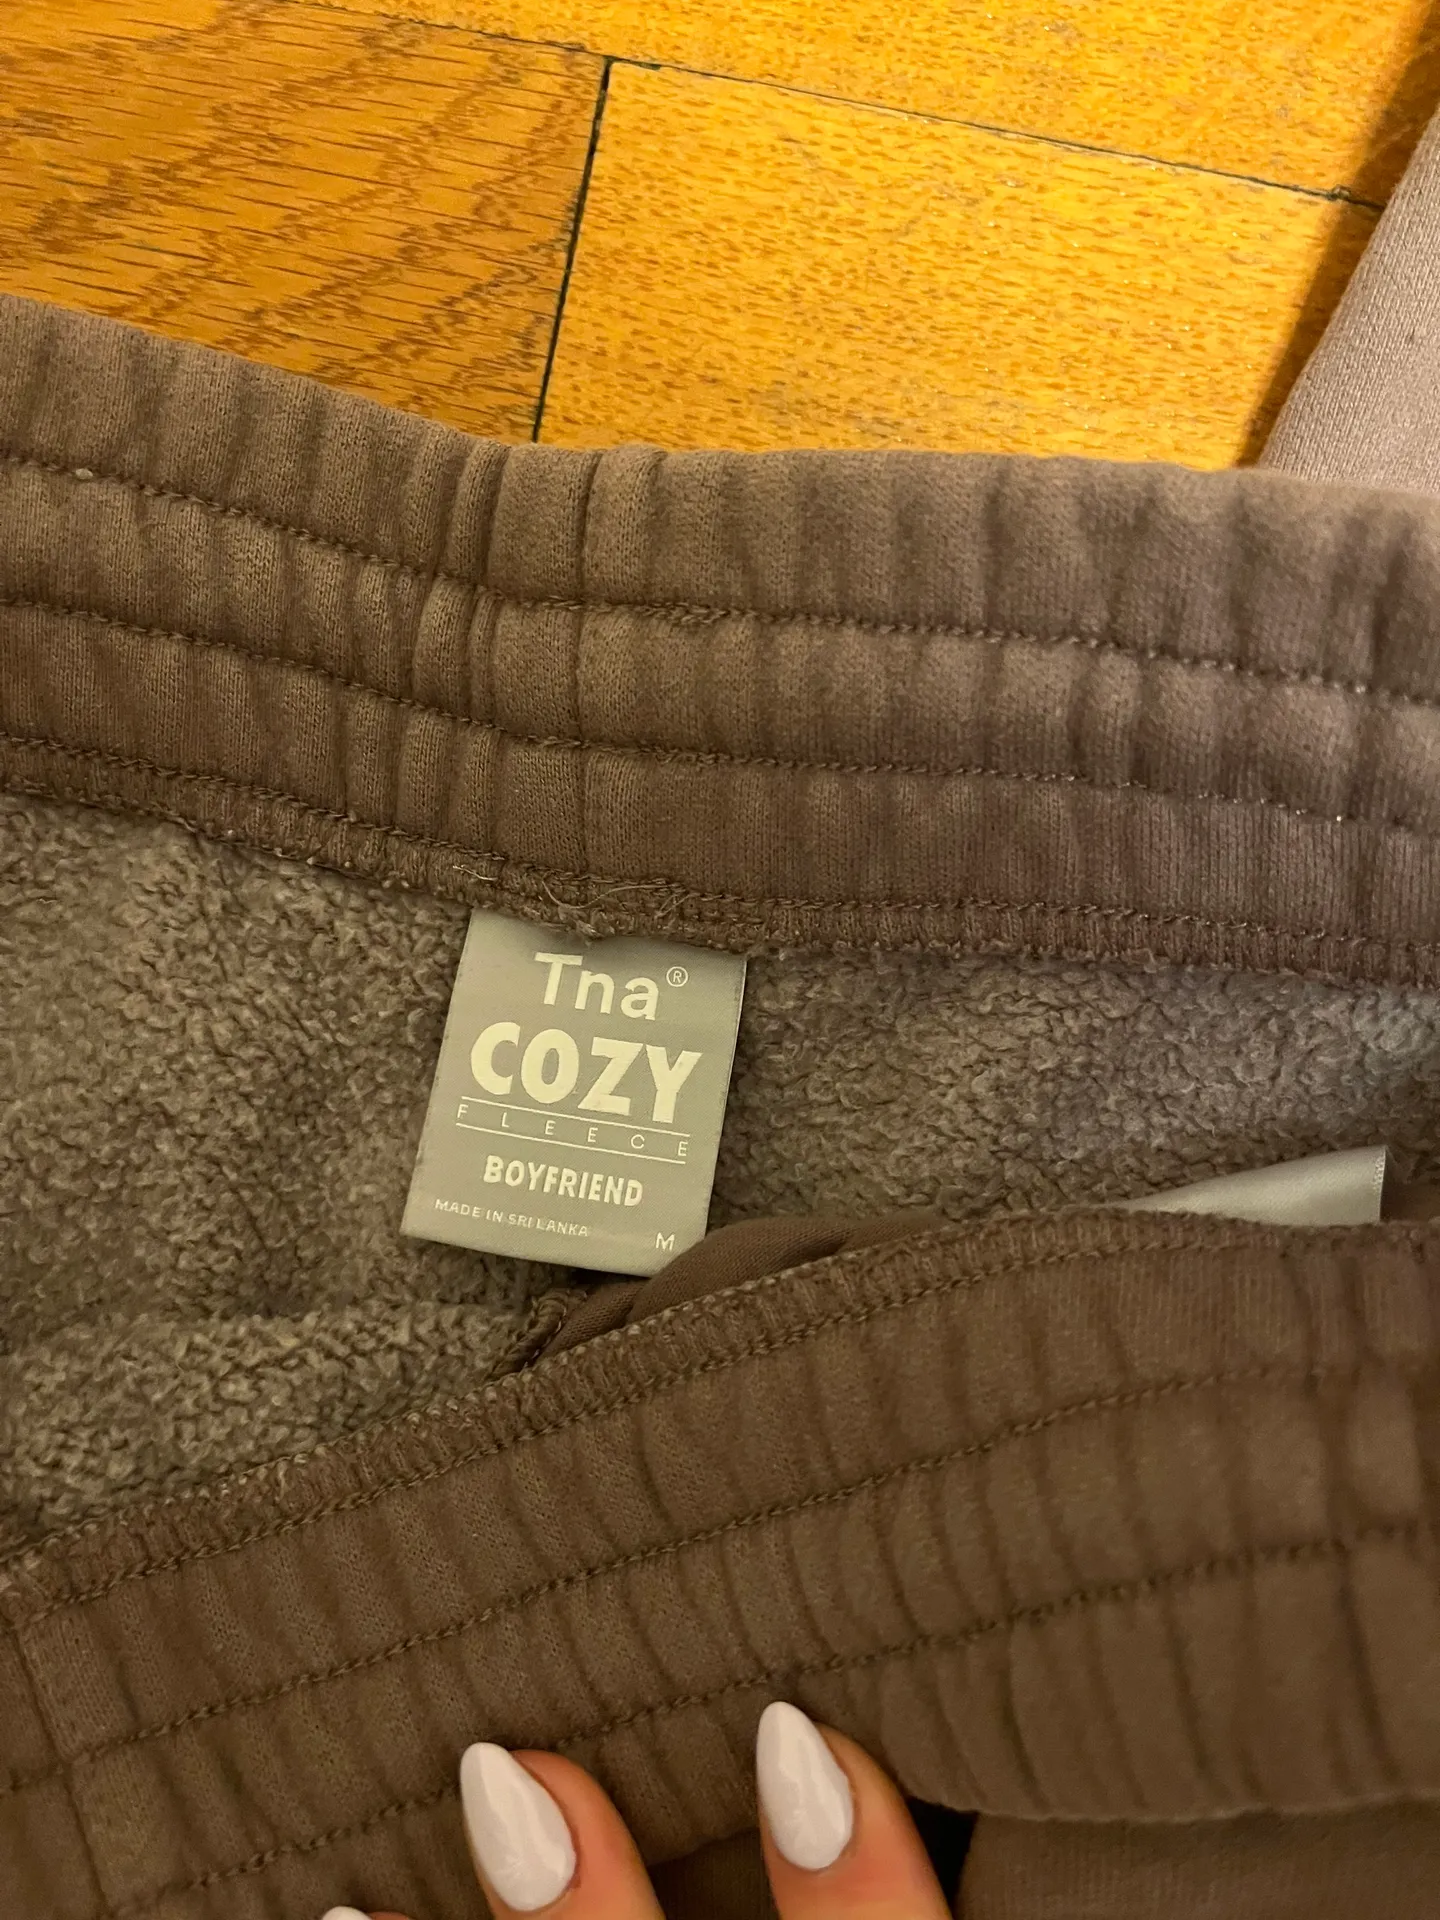 Tna®
COZY
FLEECE
BOYFRIEND
MADE IN SRI LANKA
M